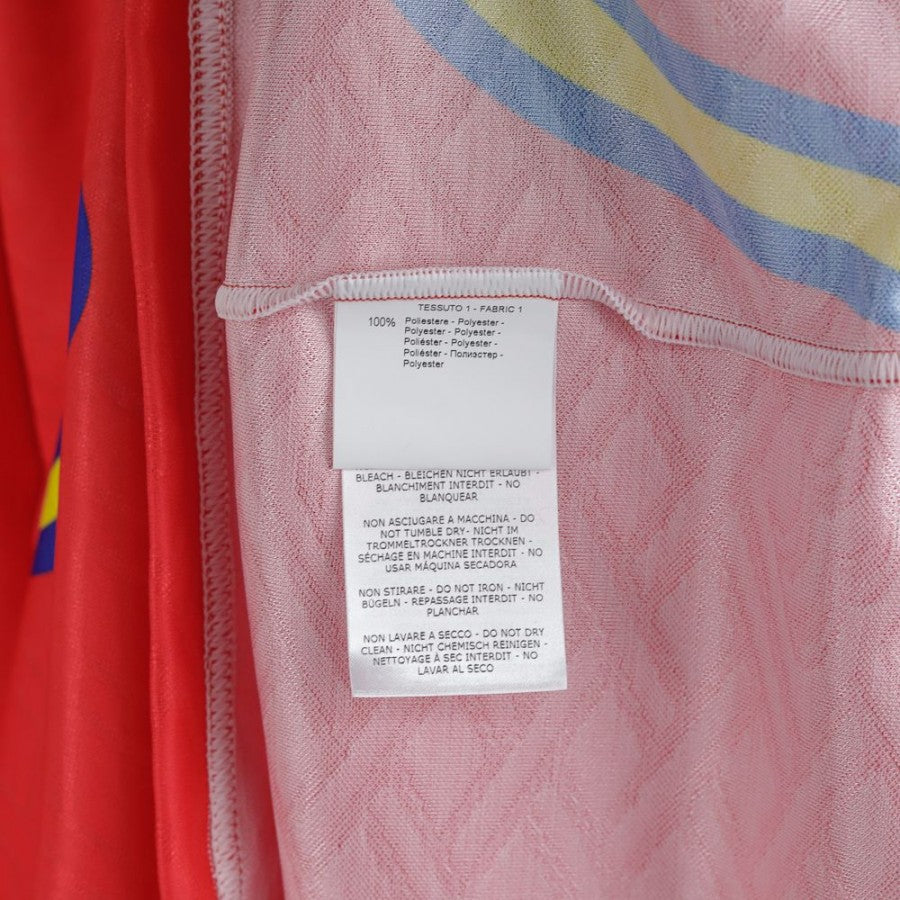 TESSUTO 1 - FABRIC 1
100% Poliestere - Polyester -
Polyester - Polyester -
Poliéster - Polyester -
Poliéster - Полиэстер -
Polyester
BLEACH - BLEICHEN NICHT ERLAUBT -
BLANCHIMENT INTERDIT - NO
BLANQUEAR
NON ASCIUGARE A MACCHINA - DO
NOT TUMBLE DRY- NICHT IM
TROMMELTROCKNER TROCKNEN -
SÉCHAGE EN MACHINE INTERDIT - NO
USAR MÁQUINA SECADORA
NON STIRARE - DO NOT IRON - NICHT
BÜGELN - REPASSAGE INTERDIT - NO
PLANCHAR
NON LAVARE A SECCO - DO NOT DRY
CLEAN - NICHT CHEMISCH REINIGEN -
NETTOYAGE À SEC INTERDIT - NO
LAVAR AL SECO